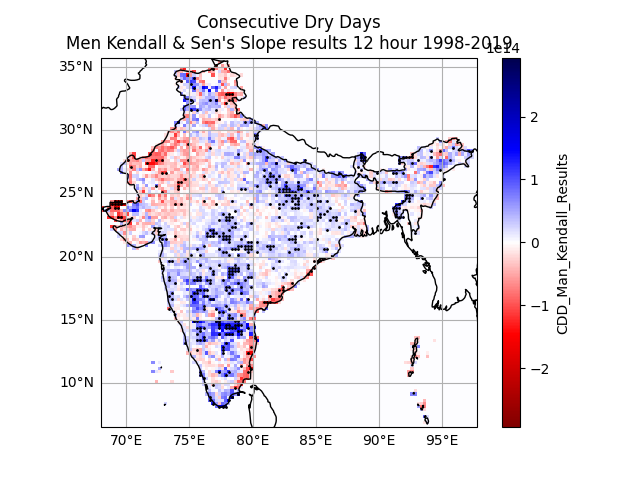 Consecutive Dry Days
Men Kendall & Sen's Slope results 12 hour 1998-2019
1e14
35°N
30°N
25°N
20°N
15°N
10°N
70°E 75°E 80°E 85°E 90°E 95°E
2
1
0
−1
−2
CDD_Man_Kendall_Results